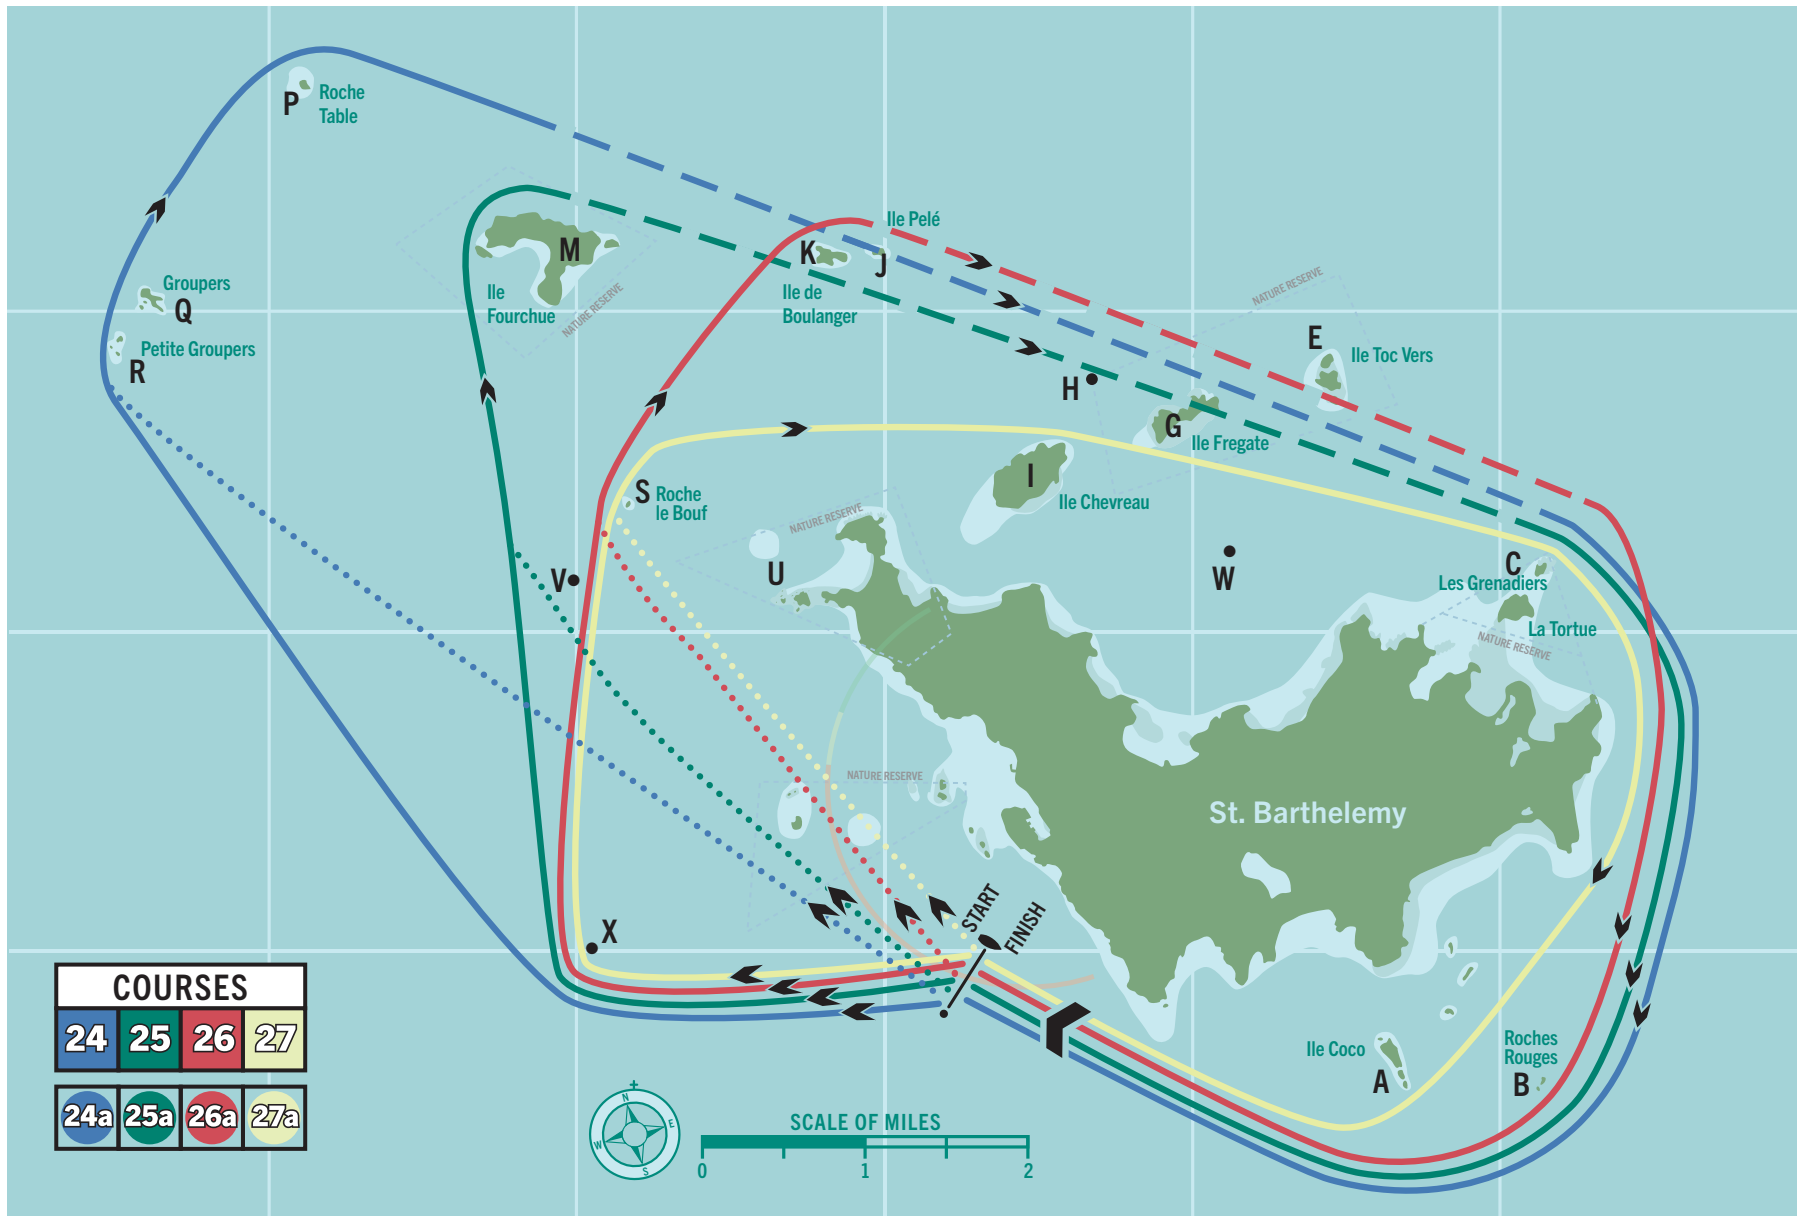 P
Roche
Table
Groupers
Q
Petite Groupers
R
M
Ile
Fourchue
NATURE RESERVE
K
Ile Pelé
J
Ile de
Boulanger
NATURE RESERVE
E
Ile Toc Vers
H
G
Ile Fregate
I
Ile Chevreau
S
Roche
le Bouf
NATURE RESERVE
U
V
W
C
Les Grenadiers
La Tortue
NATURE RESERVE
NATURE RESERVE
St. Barthelemy
START
FINISH
X
Ile Coco
A
Roches
Rouges
B
COURSES
24 25 26 27
24a 25a 26a 27a
N
E
S
W
SCALE OF MILES
0 1 2